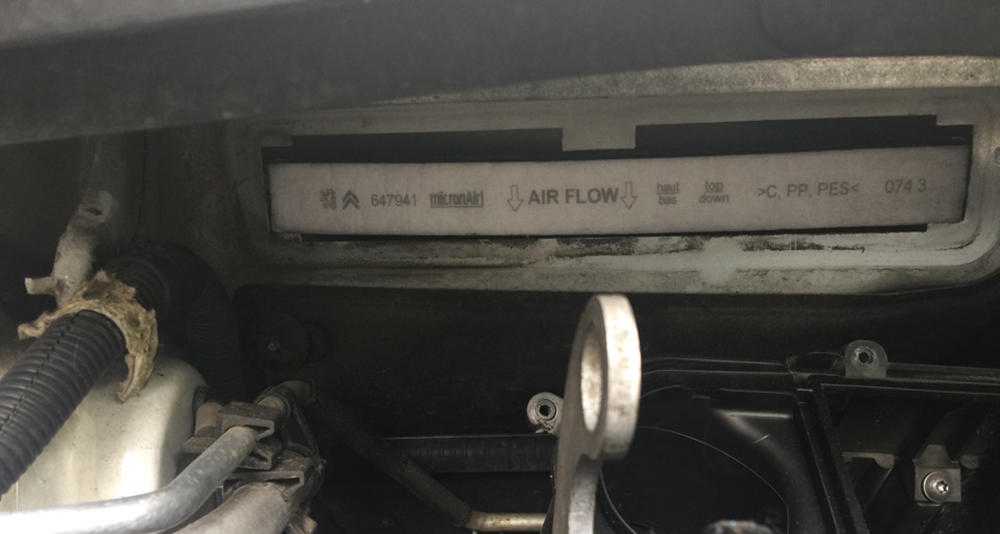 647941 micronAir AIR FLOW haut bas top down >C, PP, PES< 074 3